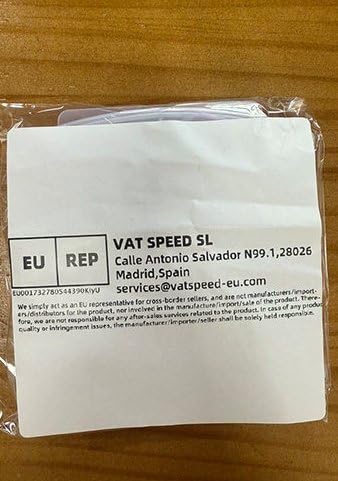 EU REP
VAT SPEED SL
Calle Antonio Salvador N99.1,28026
Madrid,Spain
services@vatspeed-eu.com
EU001732780544390KiyU
We simply act as an EU representative for cross-border sellers, and are not manufacturers/import-
ers/distributors for the product, nor involved in the manufacture/import/sale of the product. There-
fore, we are not responsible for any after-sales services related to the product. In case of any produc
quality or infringement issues, the manufacturer/importer/seller shall be solely held responsible.